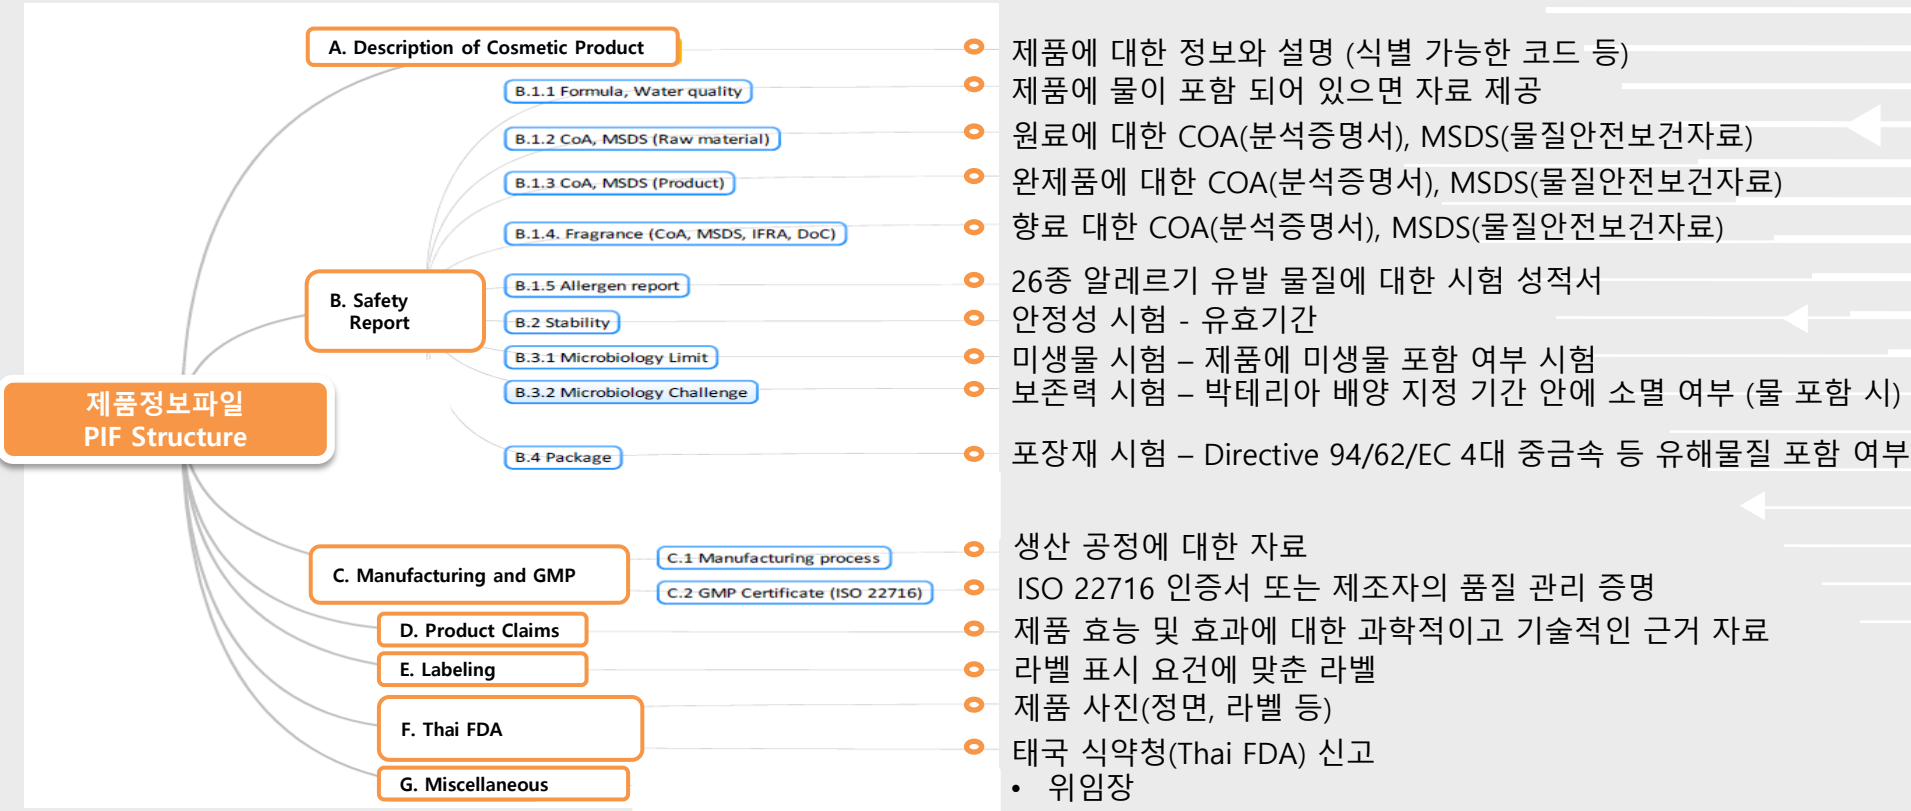 제품정보파일
PIF Structure
A. Description of Cosmetic Product
제품에 대한 정보와 설명 (식별 가능한 코드 등)
B. Safety
Report
B.1.1 Formula, Water quality
제품에 물이 포함 되어 있으면 자료 제공
B.1.2 CoA, MSDS (Raw material)
원료에 대한 COA(분석증명서), MSDS(물질안전보건자료)
B.1.3 CoA, MSDS (Product)
완제품에 대한 COA(분석증명서), MSDS(물질안전보건자료)
B.1.4. Fragrance (CoA, MSDS, IFRA, DoC)
향료 대한 COA(분석증명서), MSDS(물질안전보건자료)
B.1.5 Allergen report
26종 알레르기 유발 물질에 대한 시험 성적서
B.2 Stability
안정성 시험 - 유효기간
B.3.1 Microbiology Limit
미생물 시험 – 제품에 미생물 포함 여부 시험
B.3.2 Microbiology Challenge
보존력 시험 – 박테리아 배양 지정 기간 안에 소멸 여부 (물 포함 시)
B.4 Package
포장재 시험 – Directive 94/62/EC 4대 중금속 등 유해물질 포함 여부
C. Manufacturing and GMP
C.1 Manufacturing process
생산 공정에 대한 자료
C.2 GMP Certificate (ISO 22716)
ISO 22716 인증서 또는 제조자의 품질 관리 증명
D. Product Claims
제품 효능 및 효과에 대한 과학적이고 기술적인 근거 자료
E. Labeling
라벨 표시 요건에 맞춘 라벨
F. Thai FDA
제품 사진(정면, 라벨 등)
태국 식약청(Thai FDA) 신고
G. Miscellaneous
• 위임장